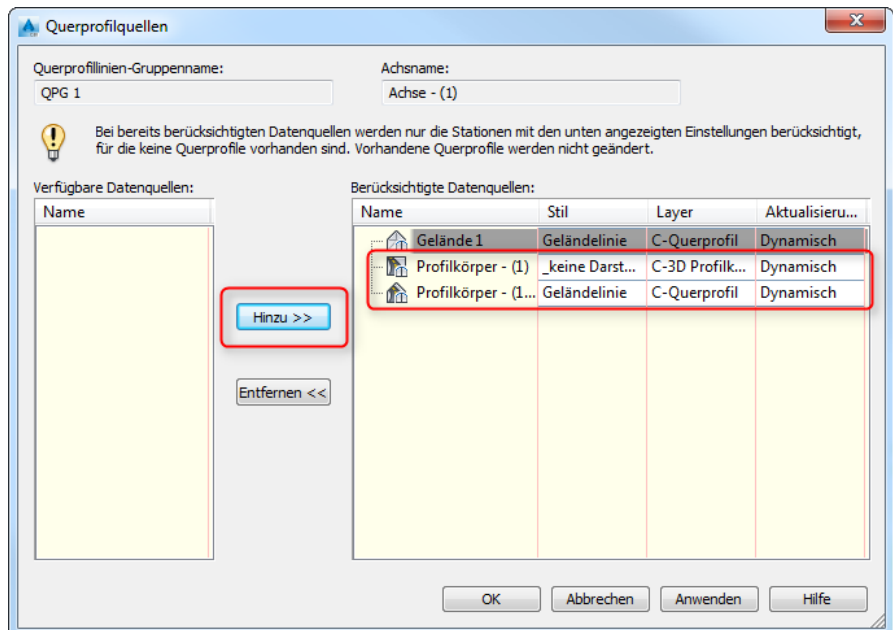 Querprofilquellen
Querprofillinien-Gruppenname:
Achsname:
QPG 1
Achse - (1)
Bei bereits berücksichtigten Datenquellen werden nur die Stationen mit den unten angezeigten Einstellungen berücksichtigt,
für die keine Querprofile vorhanden sind. Vorhandene Querprofile werden nicht geändert.
Verfügbare Datenquellen:
Name
Hinzu >>
Entfernen <<
Berücksichtigte Datenquellen:
Name Stil Layer Aktualisieru...
Gelände 1 Geländelinie C-Querprofil Dynamisch
Profilkörper - (1) _keine Darst... C-3D Profilk... Dynamisch
Profilkörper - (1... Geländelinie C-Querprofil Dynamisch
OK Abbrechen Anwenden Hilfe